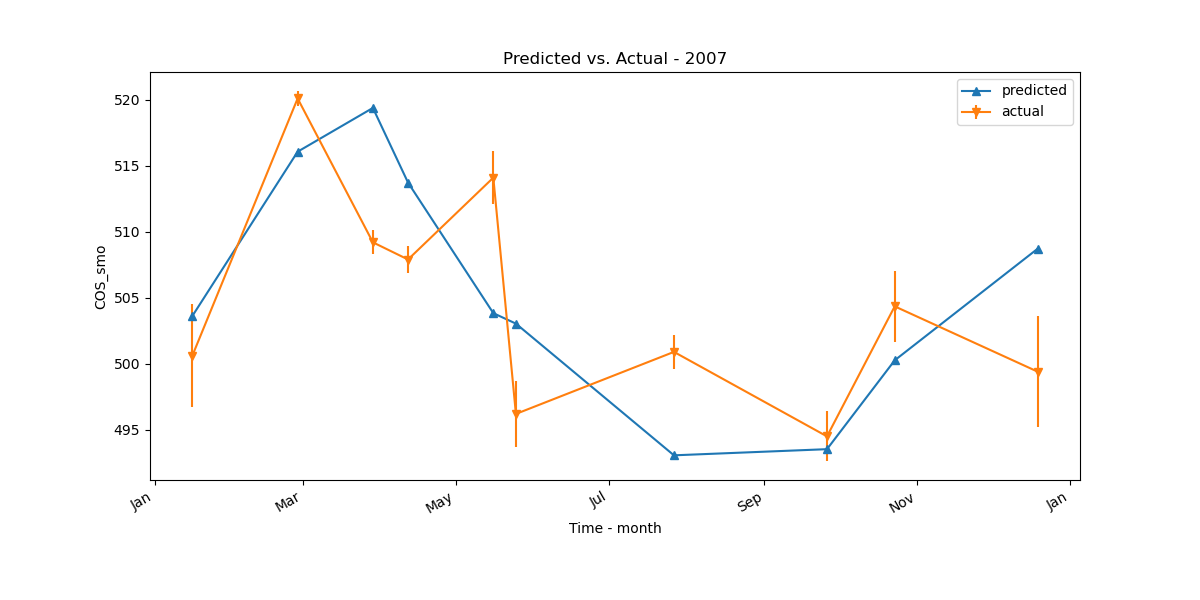 Predicted vs. Actual - 2007
predicted
actual
520
515
510
505
500
495
COS_smo
Jan
Mar
May
Jul
Sep
Nov
Jan
Time - month